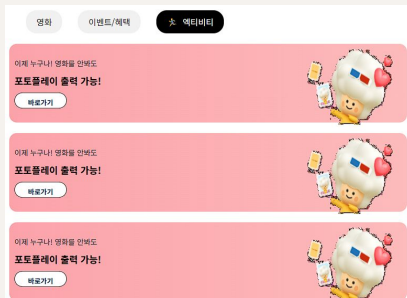 영화
이벤트/혜택
엑티비티
이제 누구나! 영화를 안봐도
포토플레이 출력 가능!
바로가기
이제 누구나! 영화를 안봐도
포토플레이 출력 가능!
바로가기
이제 누구나! 영화를 안봐도
포토플레이 출력 가능!
바로가기